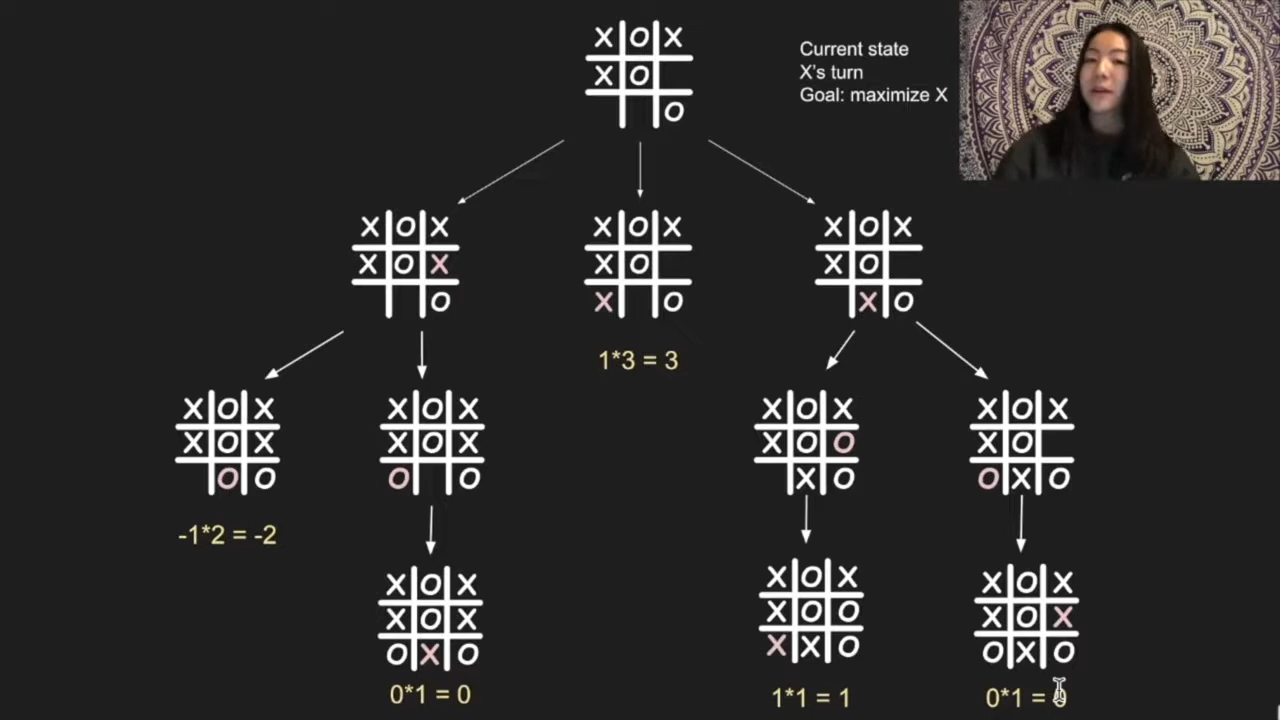 X O X
X O
O
Current state
X's turn
Goal: maximize X
X O X
X O X
O
X O X
X O
X O
X O X
X O
X O
1*3 = 3
X O X
X O X
O O
X O X
X O X
O O
X O X
X O O
X O
X O X
X O
O X O
-1*2 = -2
X O X
X O X
O X O
X O X
X O O
X X O
X O X
X O X
O X O
0*1 = 0
1*1 = 1
0*1 =